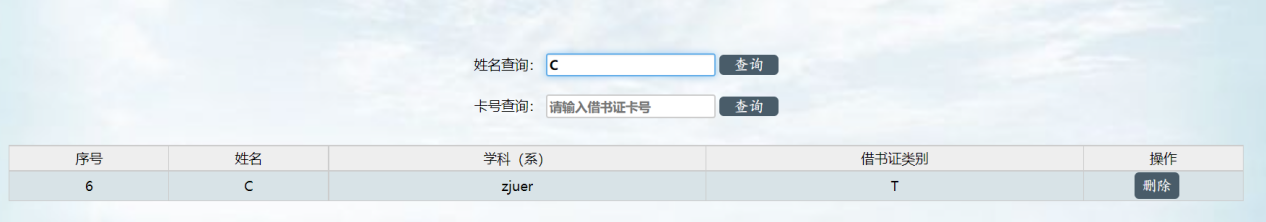 姓名查询： C 查询
卡号查询： 请输入借书证卡号 查询
序号 姓名 学科（系） 借书证类别 操作
6 C zjuer T 删除